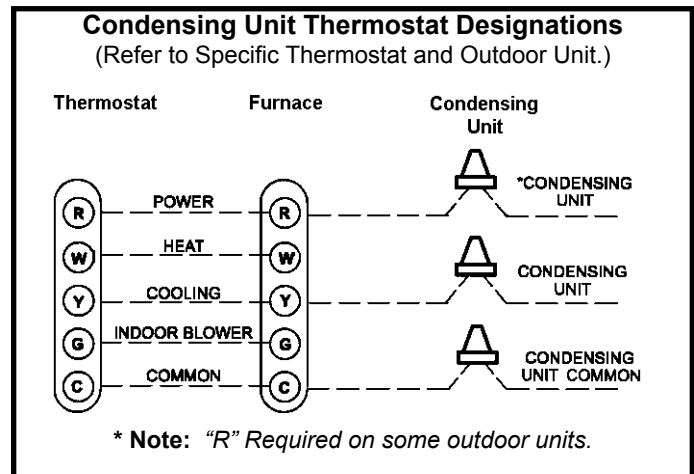 Condensing Unit Thermostat Designations
(Refer to Specific Thermostat and Outdoor Unit.)
Thermostat Furnace Condensing
Unit
R POWER R *CONDENSING
UNIT
W HEAT W
Y COOLING Y CONDENSING
UNIT
G INDOOR BLOWER G
C COMMON C CONDENSING
UNIT COMMON
* Note: "R" Required on some outdoor units.